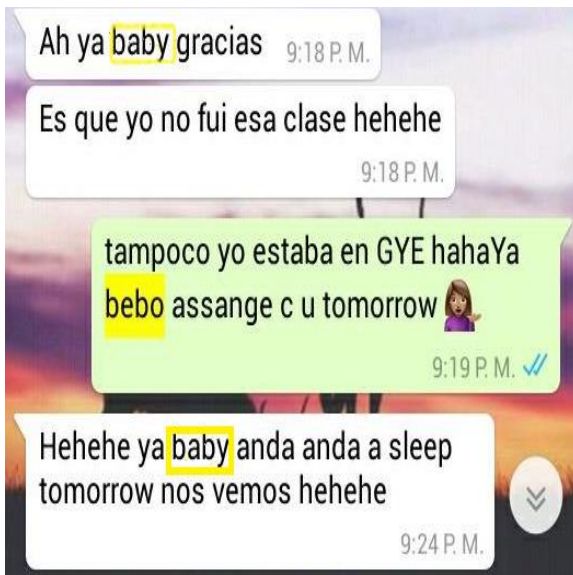 Ah ya baby gracias 9:18 P. M.
Es que yo no fui esa clase hehehe
9:18 P. M.
tampoco yo estaba en GYE hahaYa
bebo assange c u tomorrow 💁🏽‍♀️
9:19 P. M.
Hehehe ya baby anda anda a sleep
tomorrow nos vemos hehehe
9:24 P. M.